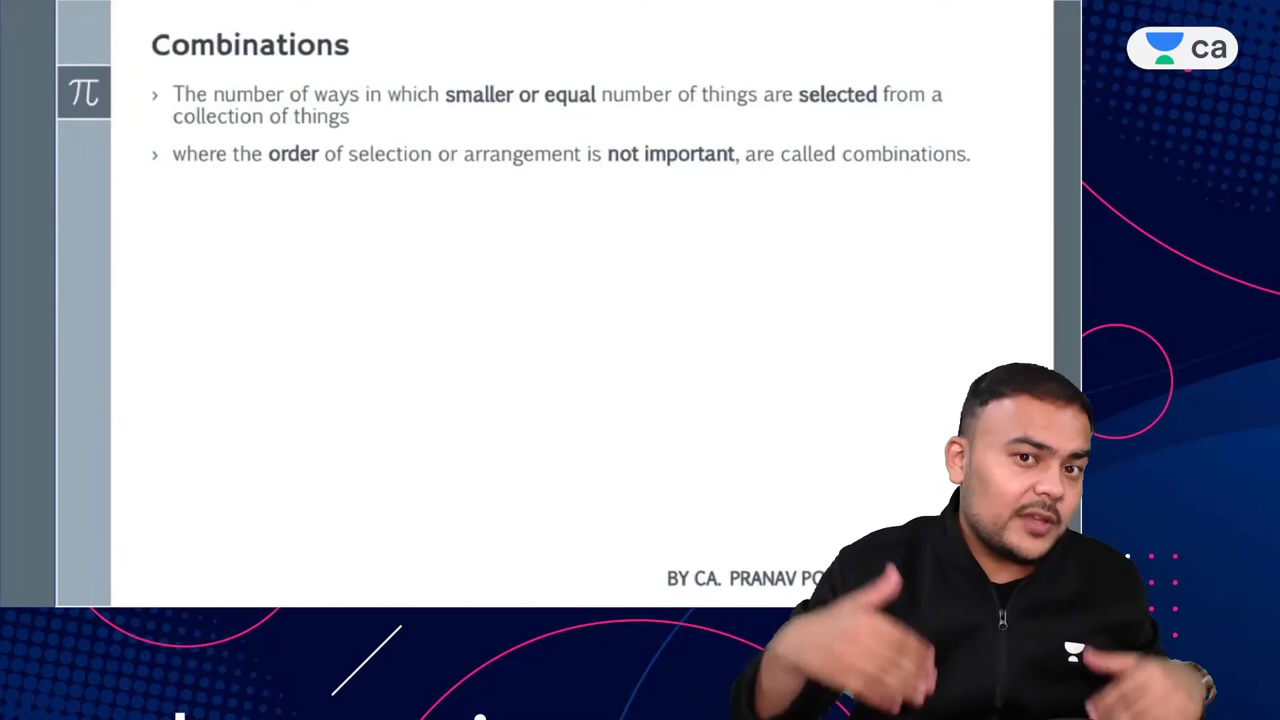 Combinations
π
› The number of ways in which smaller or equal number of things are selected from a
collection of things
› where the order of selection or arrangement is not important, are called combinations.
BY CA. PRANAV
ca